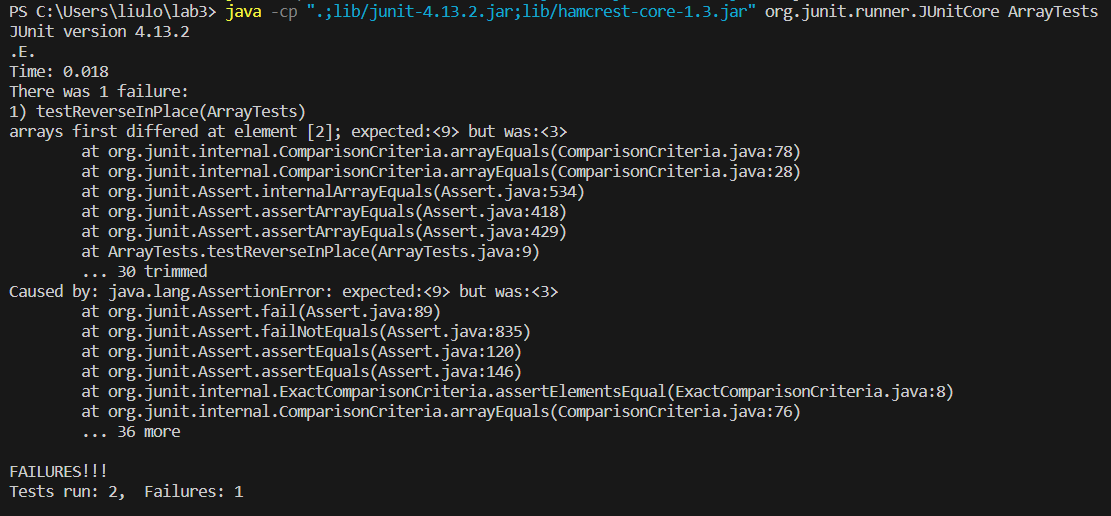 PS C:\Users\liulo\lab3> java -cp ".;lib/junit-4.13.2.jar;lib/hamcrest-core-1.3.jar" org.junit.runner.JUnitCore ArrayTests
JUnit version 4.13.2
.E.
Time: 0.018
There was 1 failure:
1) testReverseInPlace(ArrayTests)
arrays first differed at element [2]; expected:<9> but was:<3>
        at org.junit.internal.ComparisonCriteria.arrayEquals(ComparisonCriteria.java:78)
        at org.junit.internal.ComparisonCriteria.arrayEquals(ComparisonCriteria.java:28)
        at org.junit.Assert.internalArrayEquals(Assert.java:534)
        at org.junit.Assert.assertArrayEquals(Assert.java:418)
        at org.junit.Assert.assertArrayEquals(Assert.java:429)
        at ArrayTests.testReverseInPlace(ArrayTests.java:9)
        ... 30 trimmed
Caused by: java.lang.AssertionError: expected:<9> but was:<3>
        at org.junit.Assert.fail(Assert.java:89)
        at org.junit.Assert.failNotEquals(Assert.java:835)
        at org.junit.Assert.assertEquals(Assert.java:120)
        at org.junit.Assert.assertEquals(Assert.java:146)
        at org.junit.internal.ExactComparisonCriteria.assertElementsEqual(ExactComparisonCriteria.java:8)
        at org.junit.internal.ComparisonCriteria.arrayEquals(ComparisonCriteria.java:76)
        ... 36 more

FAILURES!!!
Tests run: 2,  Failures: 1